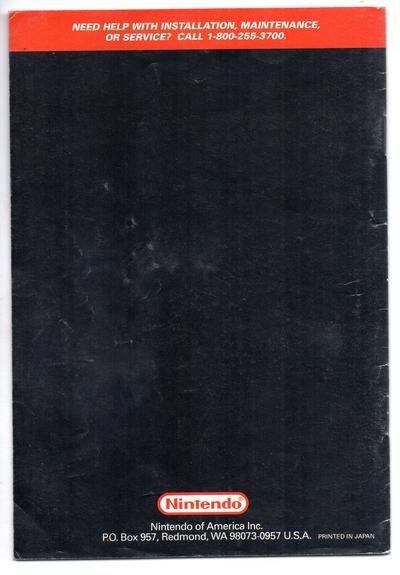 NEED HELP WITH INSTALLATION, MAINTENANCE,
OR SERVICE? CALL 1-800-255-3700.
Nintendo
Nintendo of America Inc.
P.O. Box 957, Redmond, WA 98073-0957 U.S.A. PRINTED IN JAPAN